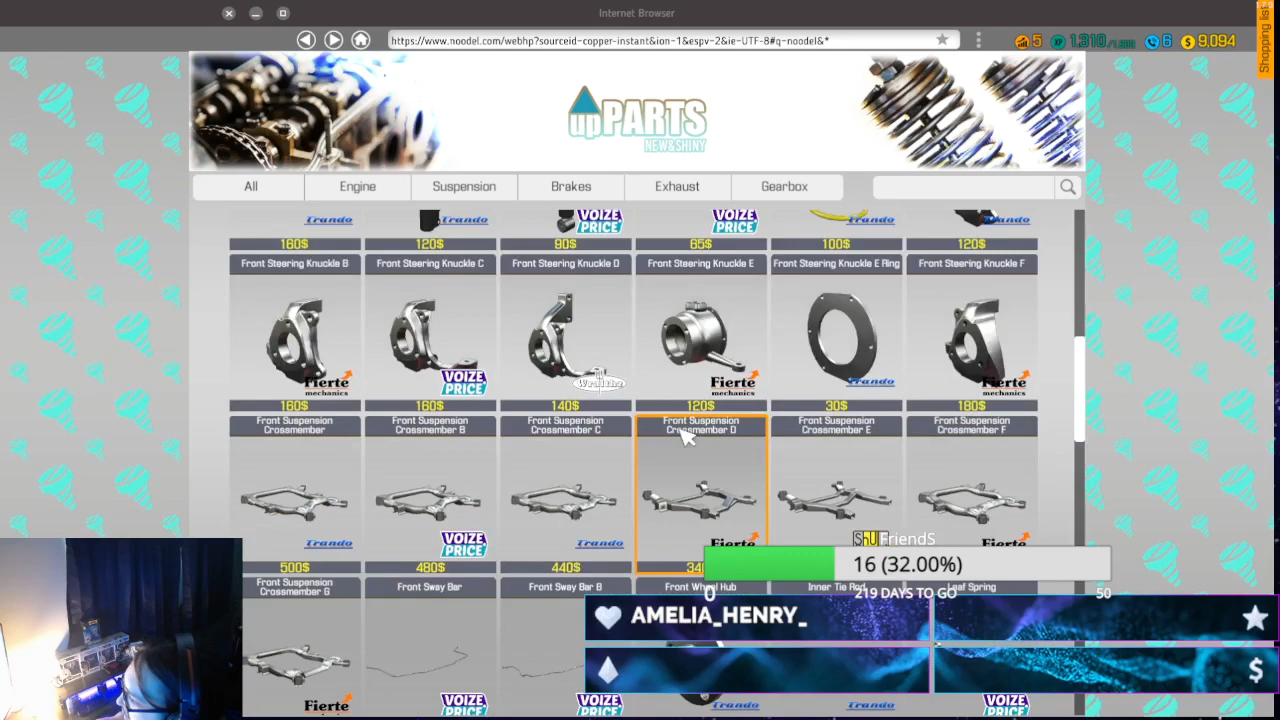 Internet Browser
https://www.noodel.com/webhp?sourceid-copper-instant&ion-1&espv-2&ie-UTF-8#q-noodel&*
5
XP 1.310
6
$ 9.094
Shopping list
upPARTS
NEW&SHINY
All
Engine
Suspension
Brakes
Exhaust
Gearbox
Trando
Trando
VOIZE PRICE
VOIZE PRICE
Trando
160$
120$
90$
65$
100$
120$
Front Steering Knuckle B
Front Steering Knuckle C
Front Steering Knuckle D
Front Steering Knuckle E
Front Steering Knuckle E Ring
Front Steering Knuckle F
Fierte mechanics
VOIZE PRICE
Fierte mechanics
Trando
Fierte mechanics
160$
160$
140$
120$
30$
180$
Front Suspension Crossmember
Front Suspension Crossmember B
Front Suspension Crossmember C
Front Suspension Crossmember D
Front Suspension Crossmember E
Front Suspension Crossmember F
Trando
VOIZE PRICE
Trando
500$
480$
440$
Front Suspension Crossmember G
Front Sway Bar
Front Sway Bar B
Front Wheel Hub
Inner Tie Rod
Leaf Spring
Fierte mechanics
VOIZE PRICE
VOIZE PRICE
Trando
Trando
VOIZE PRICE
ShulFriendS
16 (32.00%)
0
219 DAYS TO GO
50
AMELIA_HENRY_
$